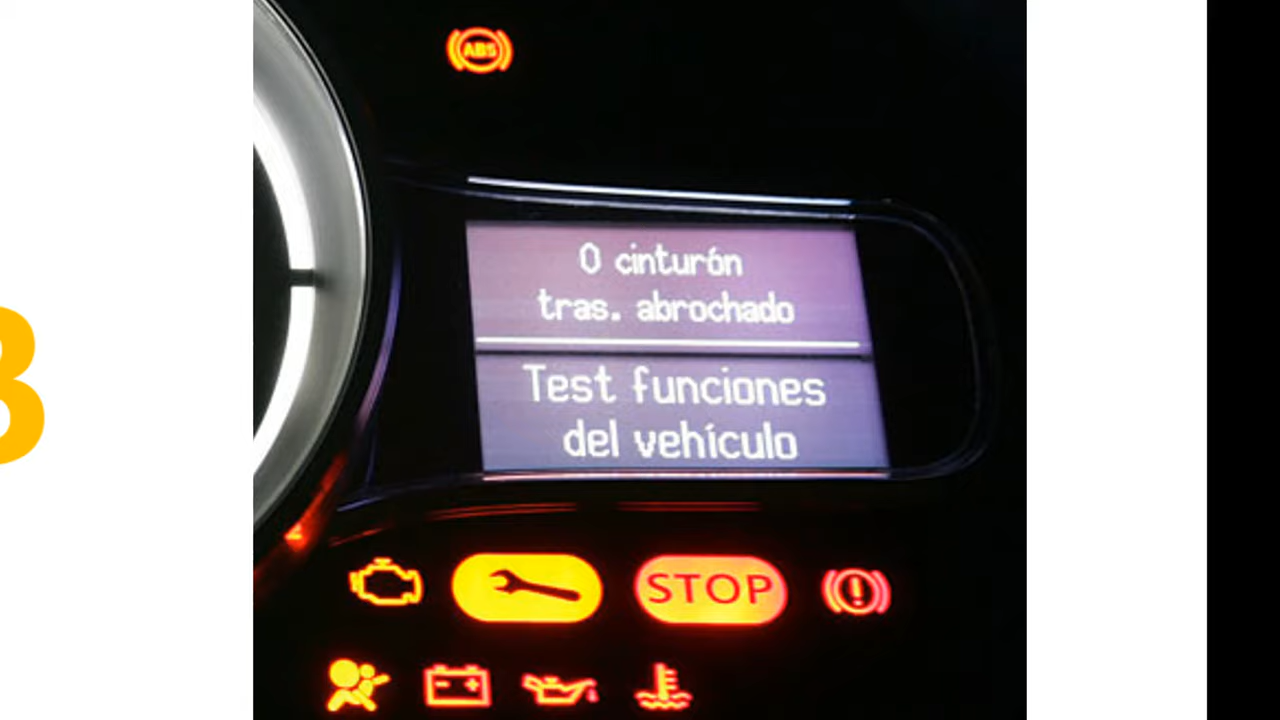 ABS
0 cinturón
tras. abrochado
Test funciones
del vehículo
STOP